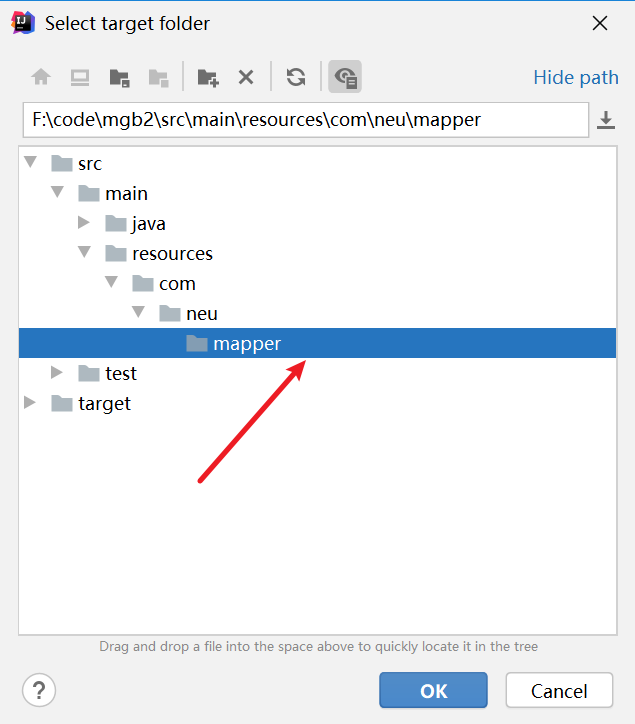 Select target folder
Hide path
F:\code\mgb2\src\main\resources\com\neu\mapper
src
main
java
resources
com
neu
mapper
test
target
Drag and drop a file into the space above to quickly locate it in the tree
?
OK
Cancel